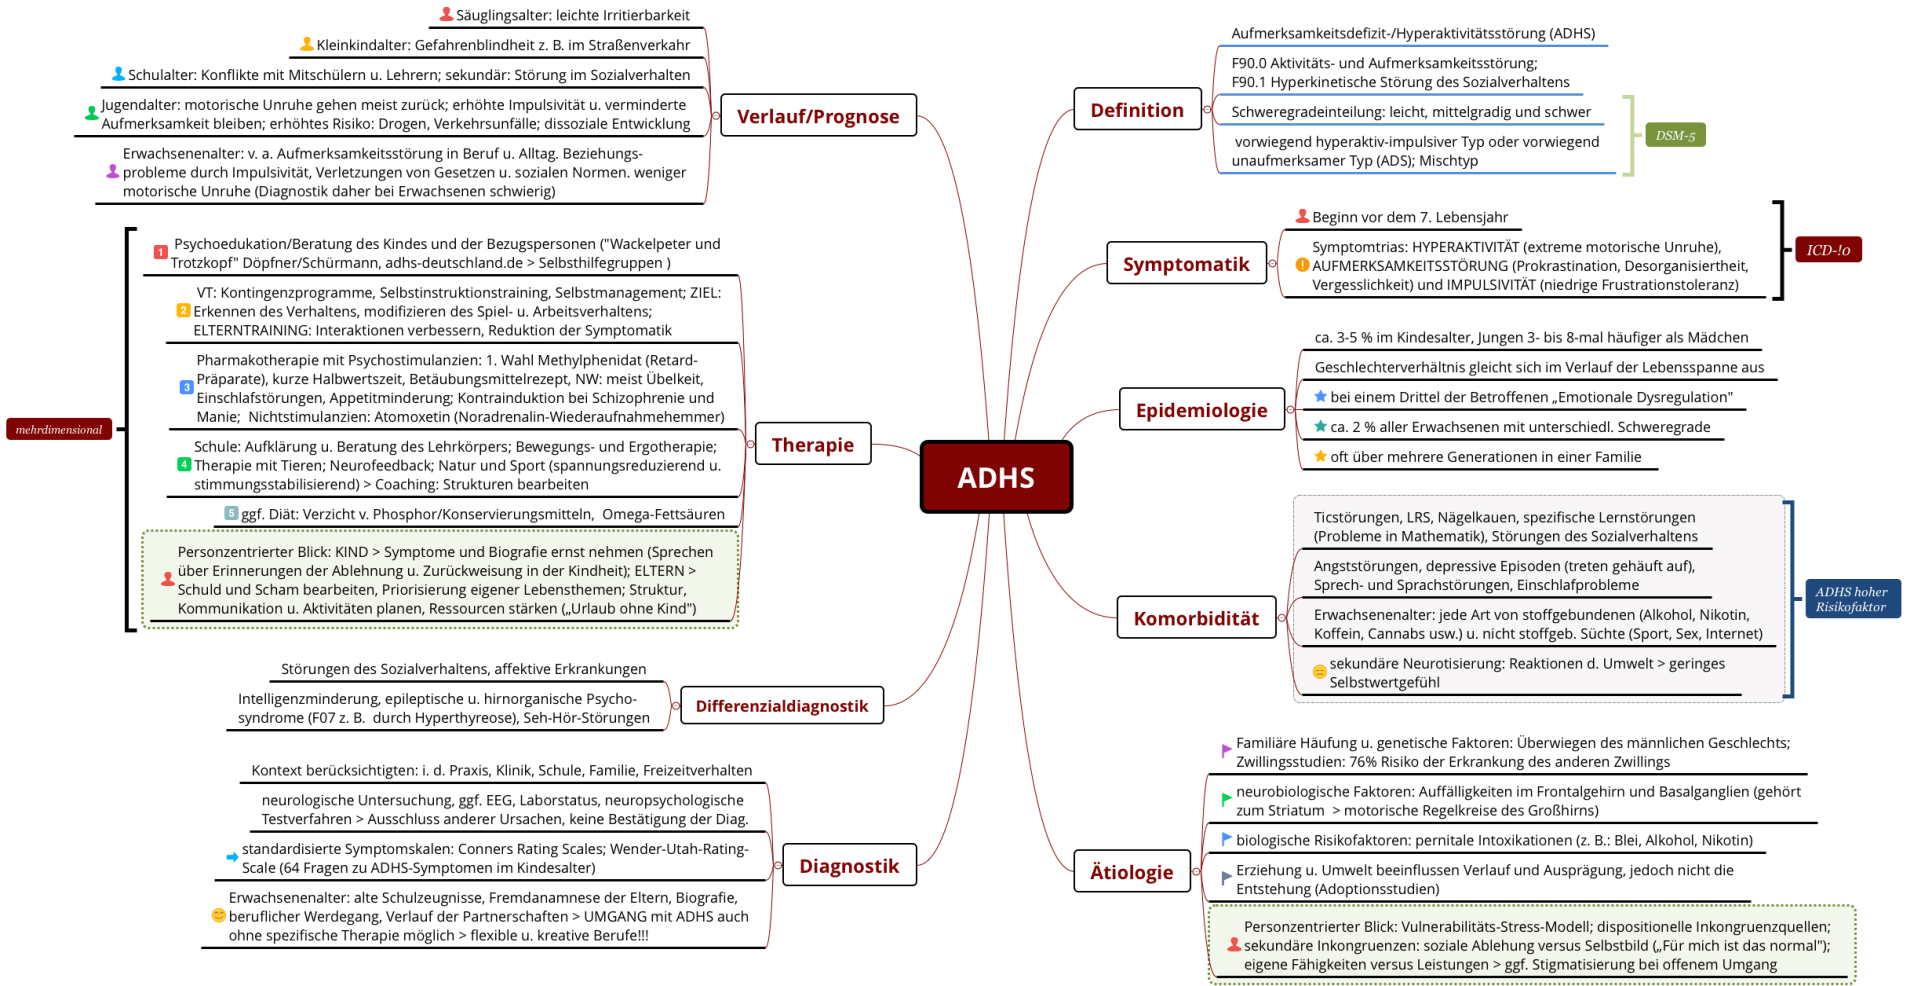 ADHS
Definition
Aufmerksamkeitsdefizit-/Hyperaktivitätsstörung (ADHS)
F90.0 Aktivitäts- und Aufmerksamkeitsstörung;
F90.1 Hyperkinetische Störung des Sozialverhaltens
Schweregradeinteilung: leicht, mittelgradig und schwer
vorwiegend hyperaktiv-impulsiver Typ oder vorwiegend
unaufmerksamer Typ (ADS); Mischtyp
DSM-5
Symptomatik
Beginn vor dem 7. Lebensjahr
Symptomtrias: HYPERAKTIVITÄT (extreme motorische Unruhe),
AUFMERKSAMKEITSSTÖRUNG (Prokrastination, Desorganisiertheit,
Vergesslichkeit) und IMPULSIVITÄT (niedrige Frustrationstoleranz)
ICD-!0
Epidemiologie
ca. 3-5 % im Kindesalter, Jungen 3- bis 8-mal häufiger als Mädchen
Geschlechterverhältnis gleicht sich im Verlauf der Lebensspanne aus
bei einem Drittel der Betroffenen „Emotionale Dysregulation"
ca. 2 % aller Erwachsenen mit unterschiedl. Schweregrade
oft über mehrere Generationen in einer Familie
Komorbidität
Ticstörungen, LRS, Nägelkauen, spezifische Lernstörungen
(Probleme in Mathematik), Störungen des Sozialverhaltens
Angststörungen, depressive Episoden (treten gehäuft auf),
Sprech- und Sprachstörungen, Einschlafprobleme
Erwachsenenalter: jede Art von stoffgebundenen (Alkohol, Nikotin,
Koffein, Cannabs usw.) u. nicht stoffgeb. Süchte (Sport, Sex, Internet)
sekundäre Neurotisierung: Reaktionen d. Umwelt > geringes
Selbstwertgefühl
ADHS hoher
Risikofaktor
Ätiologie
Familiäre Häufung u. genetische Faktoren: Überwiegen des männlichen Geschlechts;
Zwillingsstudien: 76% Risiko der Erkrankung des anderen Zwillings
neurobiologische Faktoren: Auffälligkeiten im Frontalgehirn und Basalganglien (gehört
zum Striatum > motorische Regelkreise des Großhirns)
biologische Risikofaktoren: pernitale Intoxikationen (z. B.: Blei, Alkohol, Nikotin)
Erziehung u. Umwelt beeinflussen Verlauf und Ausprägung, jedoch nicht die
Entstehung (Adoptionsstudien)
Personzentrierter Blick: Vulnerabilitäts-Stress-Modell; dispositionelle Inkongruenzquellen;
sekundäre Inkongruenzen: soziale Ablehung versus Selbstbild („Für mich ist das normal");
eigene Fähigkeiten versus Leistungen > ggf. Stigmatisierung bei offenem Umgang
Verlauf/Prognose
Säuglingsalter: leichte Irritierbarkeit
Kleinkindalter: Gefahrenblindheit z. B. im Straßenverkahr
Schulalter: Konflikte mit Mitschülern u. Lehrern; sekundär: Störung im Sozialverhalten
Jugendalter: motorische Unruhe gehen meist zurück; erhöhte Impulsivität u. verminderte
Aufmerksamkeit bleiben; erhöhtes Risiko: Drogen, Verkehrsunfälle; dissoziale Entwicklung
Erwachsenenalter: v. a. Aufmerksamkeitsstörung in Beruf u. Alltag. Beziehungs-
probleme durch Impulsivität, Verletzungen von Gesetzen u. sozialen Normen. weniger
motorische Unruhe (Diagnostik daher bei Erwachsenen schwierig)
Therapie
mehrdimensional
1 Psychoedukation/Beratung des Kindes und der Bezugspersonen ("Wackelpeter und
Trotzkopf" Döpfner/Schürmann, adhs-deutschland.de > Selbsthilfegruppen )
2 VT: Kontingenzprogramme, Selbstinstruktionstraining, Selbstmanagement; ZIEL:
Erkennen des Verhaltens, modifizieren des Spiel- u. Arbeitsverhaltens;
ELTERNTRAINING: Interaktionen verbessern, Reduktion der Symptomatik
3 Pharmakotherapie mit Psychostimulanzien: 1. Wahl Methylphenidat (Retard-
Präparate), kurze Halbwertszeit, Betäubungsmittelrezept, NW: meist Übelkeit,
Einschlafstörungen, Appetitminderung; Kontrainduktion bei Schizophrenie und
Manie; Nichtstimulanzien: Atomoxetin (Noradrenalin-Wiederaufnahmehemmer)
4 Schule: Aufklärung u. Beratung des Lehrkörpers; Bewegungs- und Ergotherapie;
Therapie mit Tieren; Neurofeedback; Natur und Sport (spannungsreduzierend u.
stimmungsstabilisierend) > Coaching: Strukturen bearbeiten
5 ggf. Diät: Verzicht v. Phosphor/Konservierungsmitteln, Omega-Fettsäuren
Personzentrierter Blick: KIND > Symptome und Biografie ernst nehmen (Sprechen
über Erinnerungen der Ablehnung u. Zurückweisung in der Kindheit); ELTERN >
Schuld und Scham bearbeiten, Priorisierung eigener Lebensthemen; Struktur,
Kommunikation u. Aktivitäten planen, Ressourcen stärken („Urlaub ohne Kind")
Differenzialdiagnostik
Störungen des Sozialverhaltens, affektive Erkrankungen
Intelligenzminderung, epileptische u. hirnorganische Psycho-
syndrome (F07 z. B. durch Hyperthyreose), Seh-Hör-Störungen
Diagnostik
Kontext berücksichtigten: i. d. Praxis, Klinik, Schule, Familie, Freizeitverhalten
neurologische Untersuchung, ggf. EEG, Laborstatus, neuropsychologische
Testverfahren > Ausschluss anderer Ursachen, keine Bestätigung der Diag.
standardisierte Symptomskalen: Conners Rating Scales; Wender-Utah-Rating-
Scale (64 Fragen zu ADHS-Symptomen im Kindesalter)
Erwachsenenalter: alte Schulzeugnisse, Fremdanamnese der Eltern, Biografie,
beruflicher Werdegang, Verlauf der Partnerschaften > UMGANG mit ADHS auch
ohne spezifische Therapie möglich > flexible u. kreative Berufe!!!